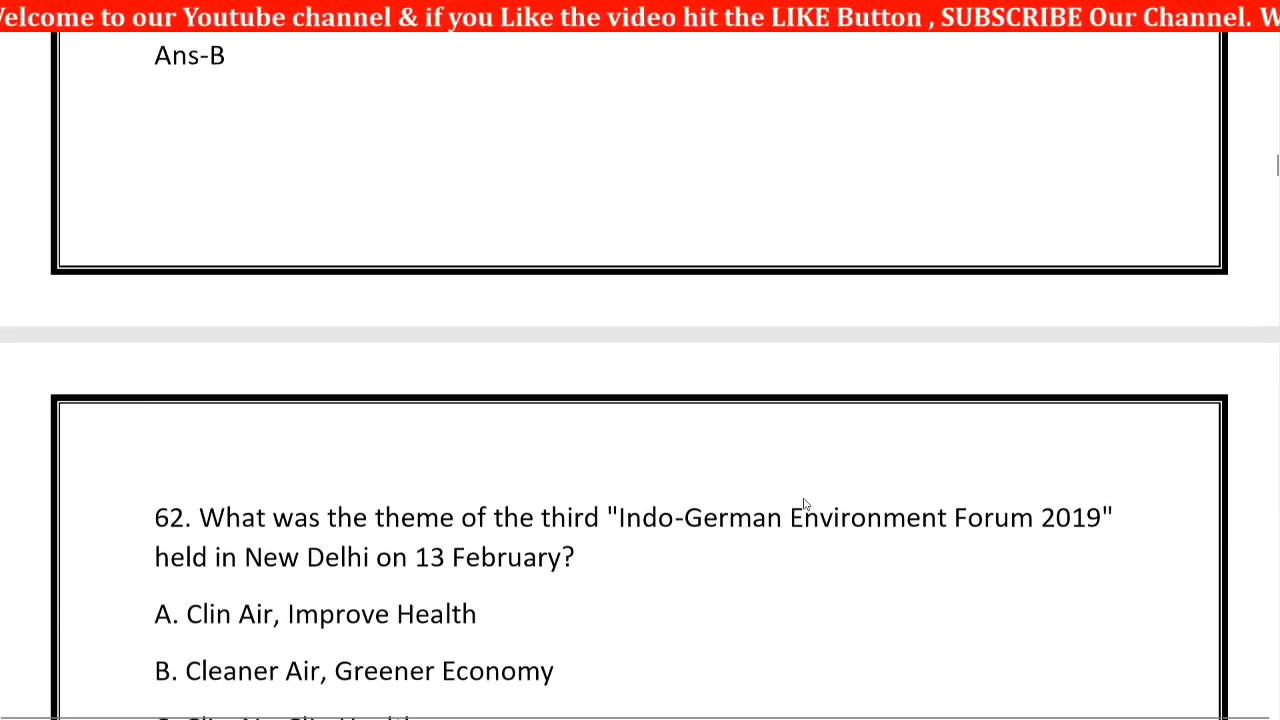 elcome to our Youtube channel & if you Like the video hit the LIKE Button , SUBSCRIBE Our Channel. W
Ans-B
62. What was the theme of the third "Indo-German Environment Forum 2019"
held in New Delhi on 13 February?
A. Clin Air, Improve Health
B. Cleaner Air, Greener Economy